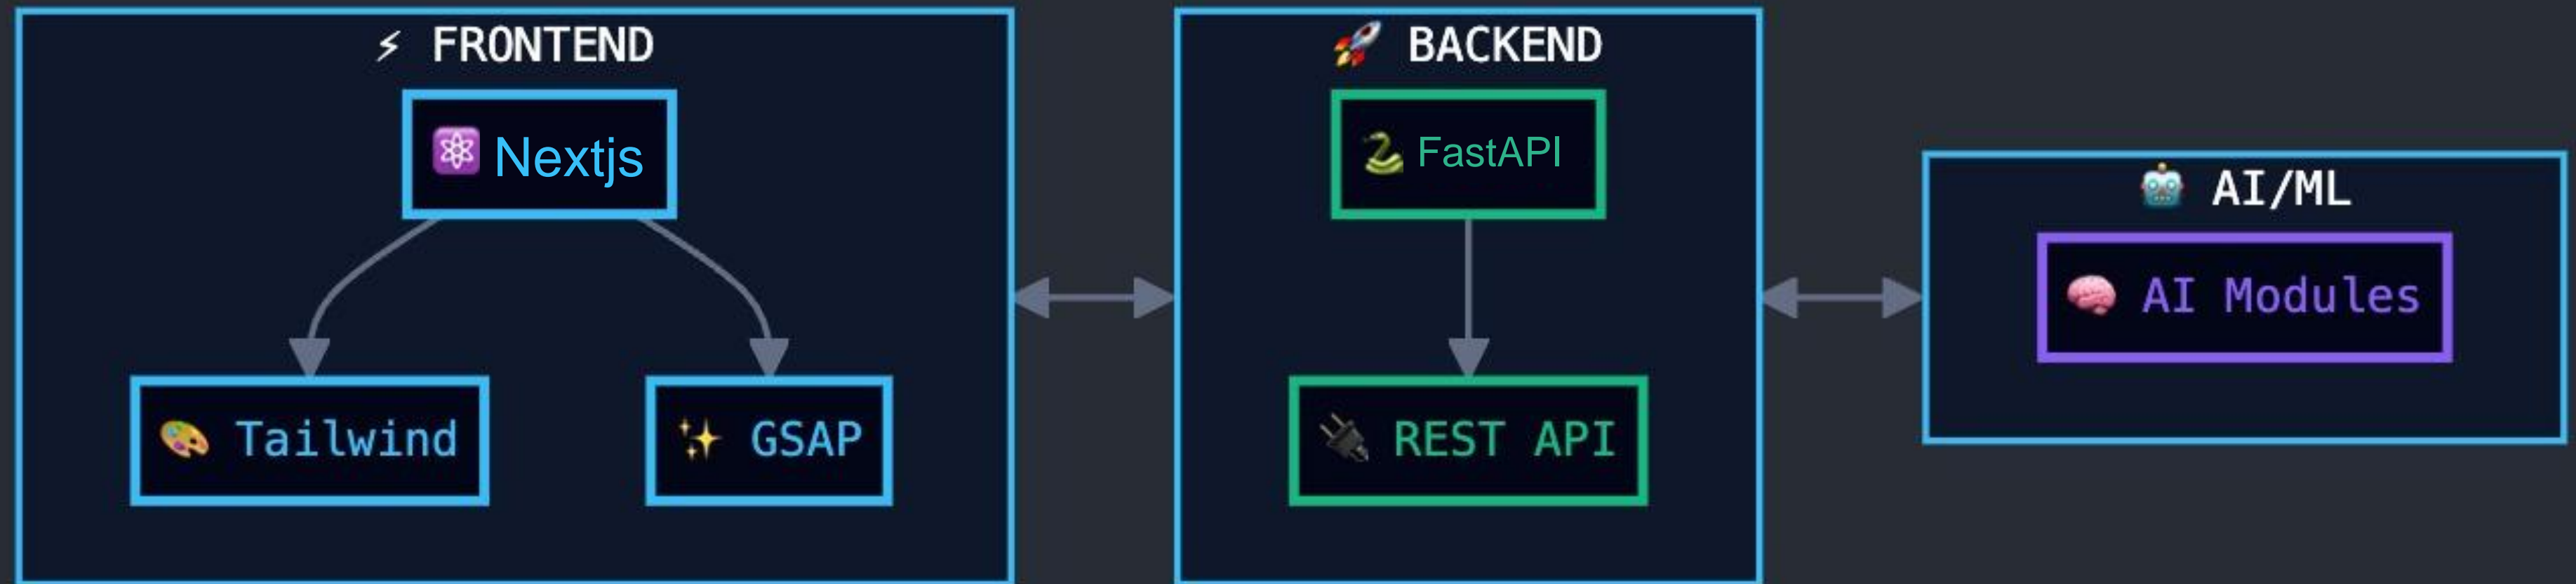 ⚡ FRONTEND
Nextjs
Tailwind
GSAP
🚀 BACKEND
FastAPI
REST API
🤖 AI/ML
AI Modules